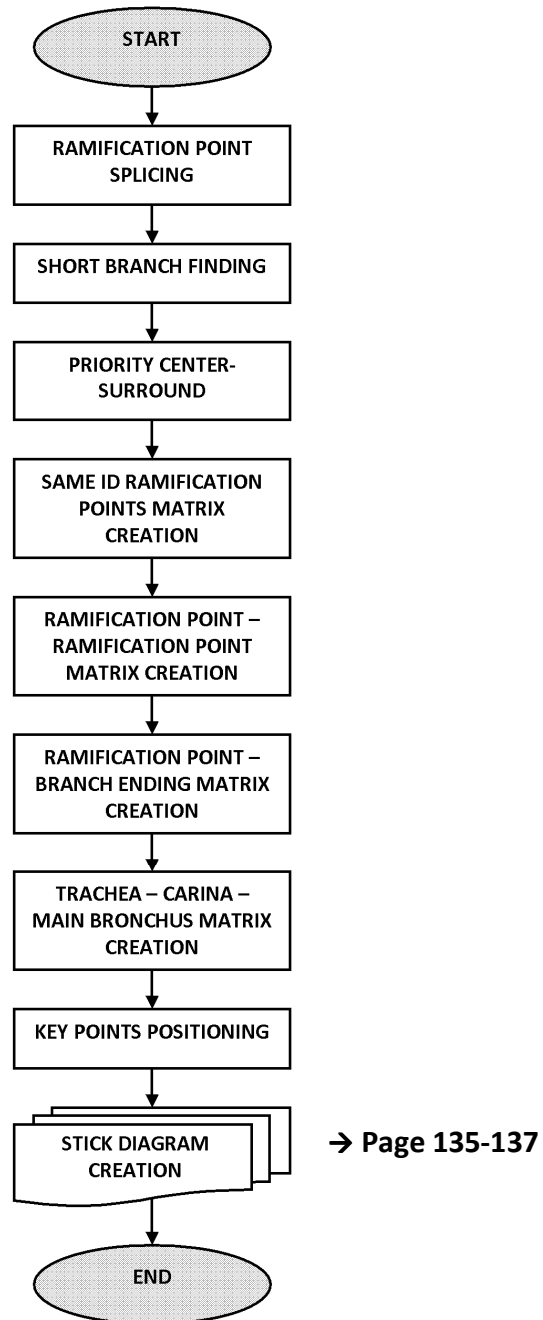 START
RAMIFICATION POINT
SPLICING
SHORT BRANCH FINDING
PRIORITY CENTER-
SURROUND
SAME ID RAMIFICATION
POINTS MATRIX
CREATION
RAMIFICATION POINT –
RAMIFICATION POINT
MATRIX CREATION
RAMIFICATION POINT –
BRANCH ENDING MATRIX
CREATION
TRACHEA – CARINA –
MAIN BRONCHUS MATRIX
CREATION
KEY POINTS POSITIONING
STICK DIAGRAM
CREATION
→ Page 135-137
END